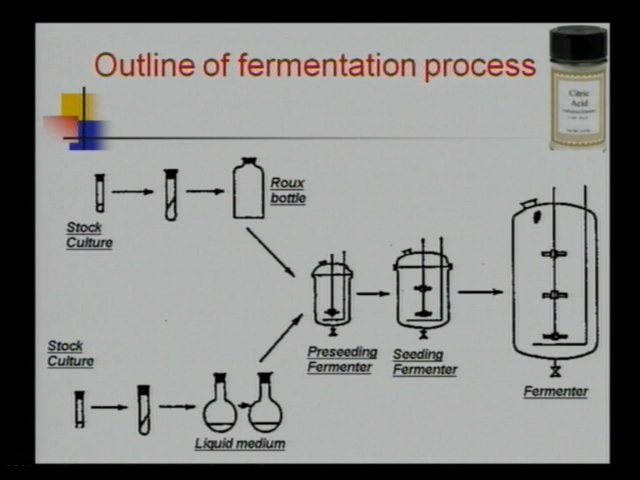 Outline of fermentation process
Citric
Acid
Roux
bottle
Stock
Culture
Stock
Culture
Preseeding
Fermenter
Seeding
Fermenter
Fermenter
Liquid medium